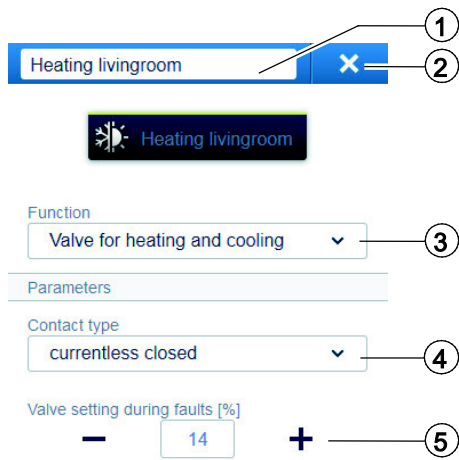 1
Heating livingroom
2
Heating livingroom
Function
Valve for heating and cooling
3
Parameters
Contact type
currentless closed
4
Valve setting during faults [%]
14
5